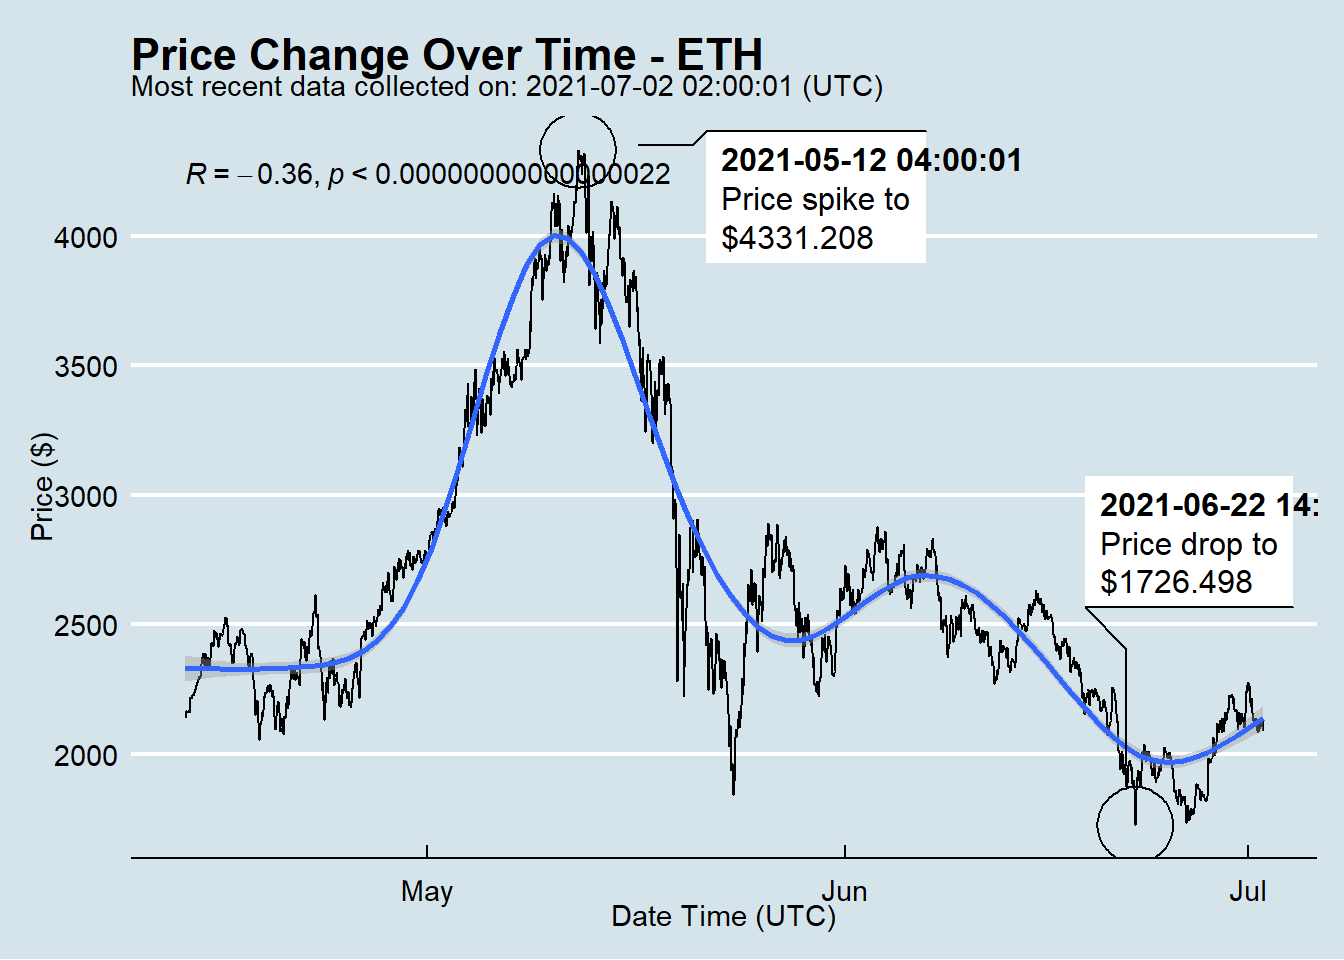 Price Change Over Time - ETH
Most recent data collected on: 2021-07-02 02:00:01 (UTC)
R = −0.36, p < 0.00000000000000022
2021-05-12 04:00:01
Price spike to
$4331.208
4000
3500
3000
2500
2000
Price ($)
2021-06-22 14:
Price drop to
$1726.498
May
Jun
Jul
Date Time (UTC)